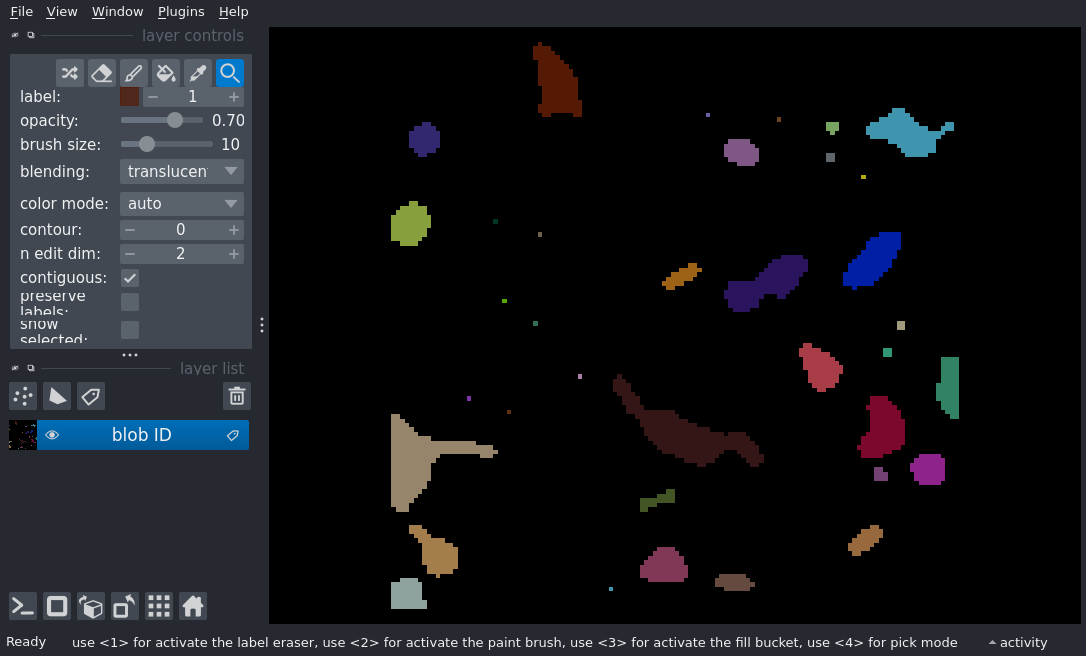 File View Window Plugins Help
layer controls
label: 1
opacity: 0.70
brush size: 10
blending: translucen
color mode: auto
contour: 0
n edit dim: 2
contiguous:
preserve
labels:
show
selected:
layer list
blob ID
Ready use <1> for activate the label eraser, use <2> for activate the paint brush, use <3> for activate the fill bucket, use <4> for pick mode activity